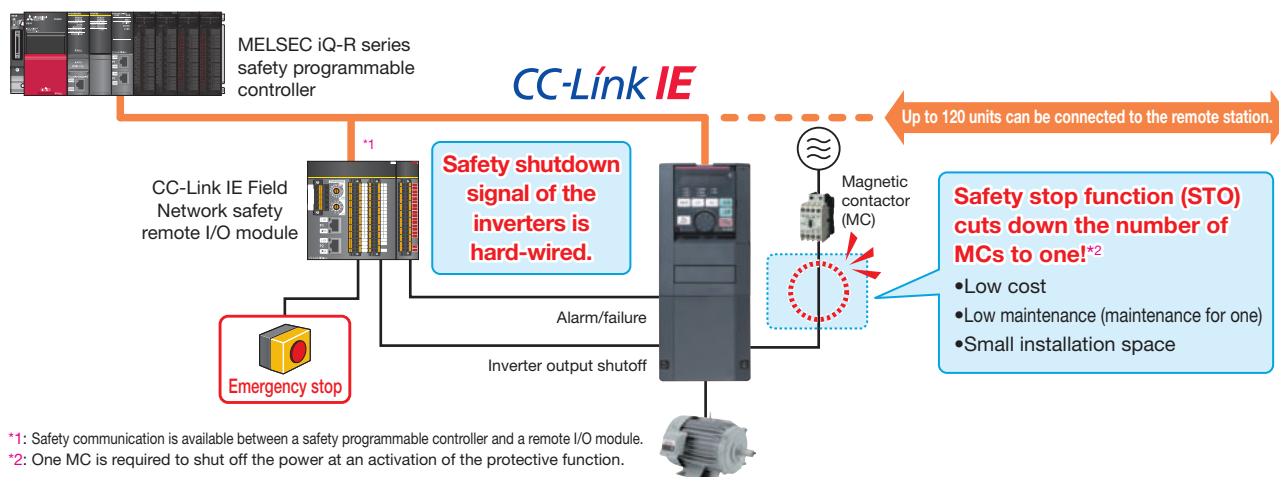 MELSEC iQ-R series
safety programmable
controller
CC-Link IE
Up to 120 units can be connected to the remote station.
*1
CC-Link IE Field
Network safety
remote I/O module
Safety shutdown
signal of the
inverters is
hard-wired.
Magnetic
contactor
(MC)
Safety stop function (STO)
cuts down the number of
MCs to one!*2
•Low cost
•Low maintenance (maintenance for one)
•Small installation space
Alarm/failure
Inverter output shutoff
Emergency stop
*1: Safety communication is available between a safety programmable controller and a remote I/O module.
*2: One MC is required to shut off the power at an activation of the protective function.